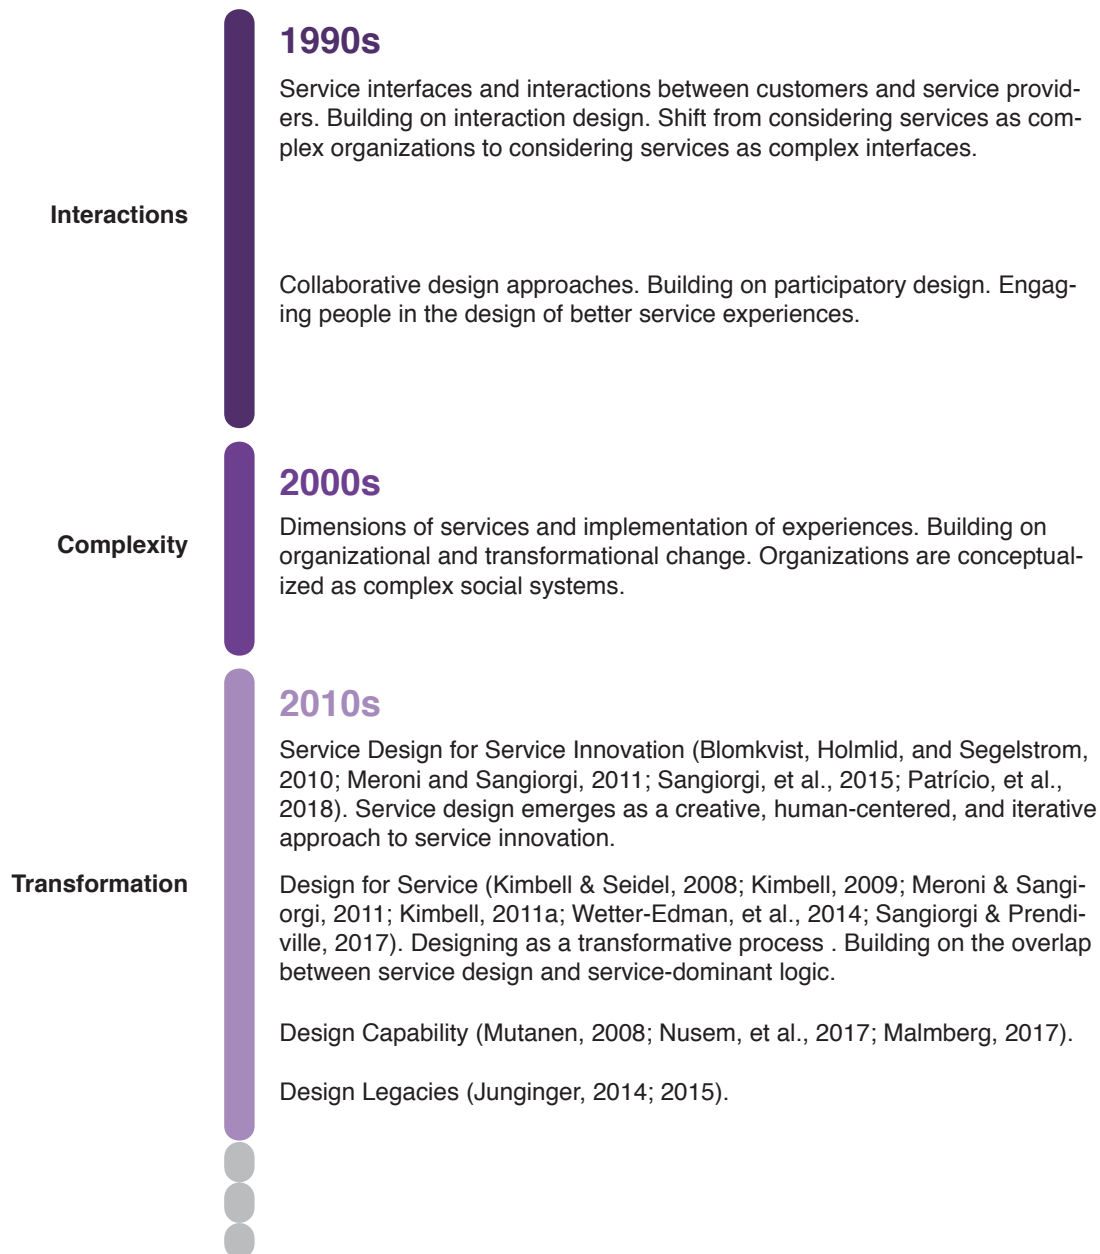 1990s
Service interfaces and interactions between customers and service provid-
ers. Building on interaction design. Shift from considering services as com-
plex organizations to considering services as complex interfaces.
Interactions
Collaborative design approaches. Building on participatory design. Engag-
ing people in the design of better service experiences.
2000s
Dimensions of services and implementation of experiences. Building on
Complexity
organizational and transformational change. Organizations are conceptual-
ized as complex social systems.
2010s
Service Design for Service Innovation (Blomkvist, Holmlid, and Segelstrom,
2010; Meroni and Sangiorgi, 2011; Sangiorgi, et al., 2015; Patrício, et al.,
2018). Service design emerges as a creative, human-centered, and iterative
approach to service innovation.
Transformation
Design for Service (Kimbell & Seidel, 2008; Kimbell, 2009; Meroni & Sangi-
orgi, 2011; Kimbell, 2011a; Wetter-Edman, et al., 2014; Sangiorgi & Prendi-
ville, 2017). Designing as a transformative process . Building on the overlap
between service design and service-dominant logic.
Design Capability (Mutanen, 2008; Nusem, et al., 2017; Malmberg, 2017).
Design Legacies (Junginger, 2014; 2015).